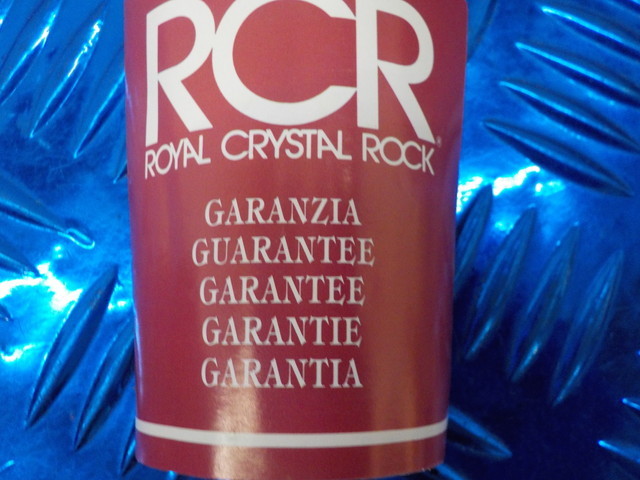 RCR®
ROYAL CRYSTAL ROCK
GARANZIA
GUARANTEE
GARANTEE
GARANTIE
GARANTIA